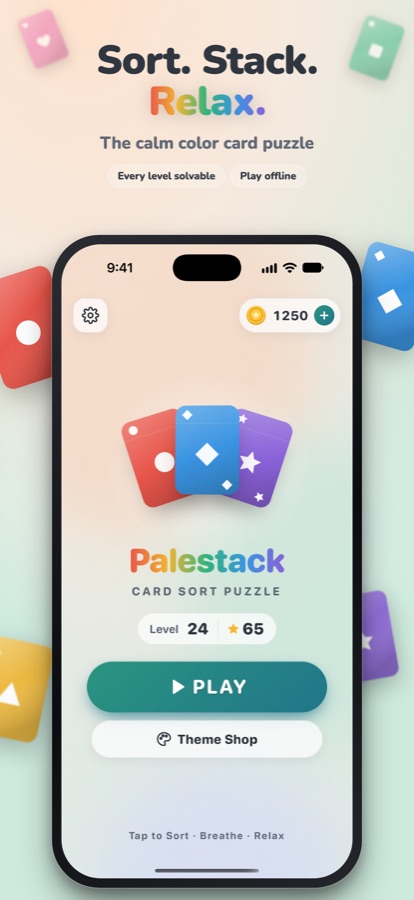 Sort. Stack.
Relax.
The calm color card puzzle
Every level solvable Play offline
9:41
1250 +
Palestack
CARD SORT PUZZLE
Level 24 65
PLAY
Theme Shop
Tap to Sort · Breathe · Relax